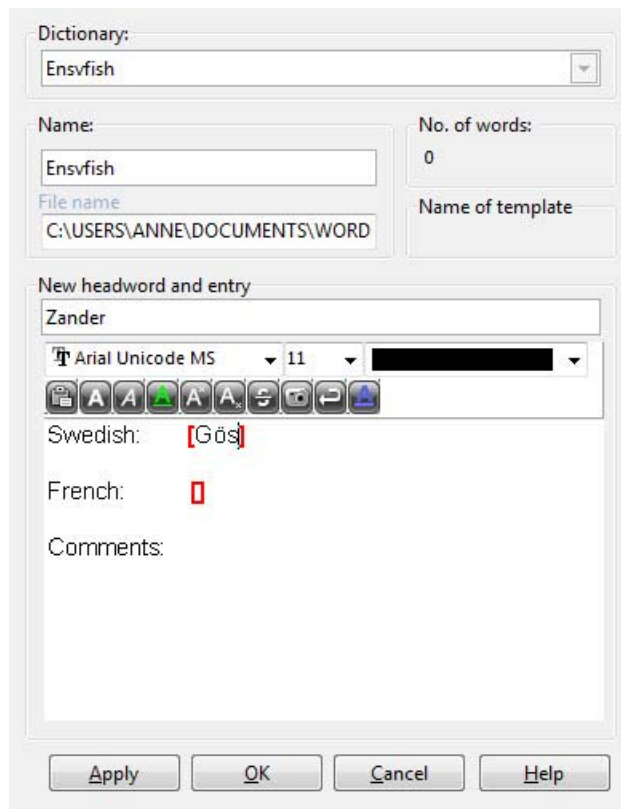 Dictionary:
Ensvfish
Name:
No. of words:
Ensvfish
0
File name
Name of template
C:\USERS\ANNE\DOCUMENTS\WORD
New headword and entry
Zander
Arial Unicode MS 11
Swedish: [Gös]
French: []
Comments:
Apply OK Cancel Help